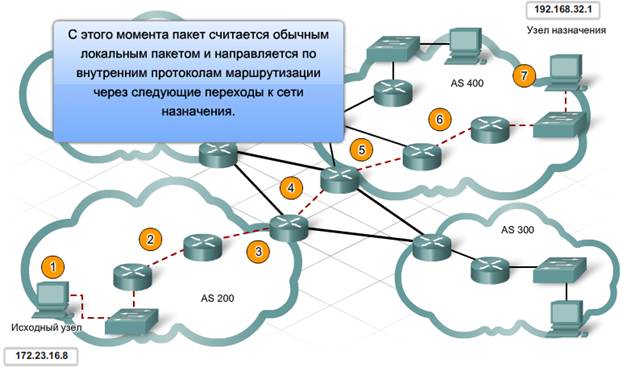 192.168.32.1
Узел назначения
С этого момента пакет считается обычным
локальным пакетом и направляется по
внутренним протоколам маршрутизации
через следующие переходы к сети
назначения.
AS 400
7
6
5
4
AS 300
2
3
1
AS 200
Исходный узел
172.23.16.8